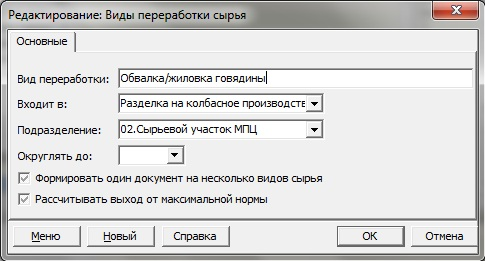 Редактирование: Виды переработки сырья
Основные
Вид переработки: Обвалка/жиловка говядины
Входит в: Разделка на колбасное производств
Подразделение: 02.Сырьевой участок МПЦ
Округлять до:
Формировать один документ на несколько видов сырья
Рассчитывать выход от максимальной нормы
Меню Новый Справка ОК Отмена